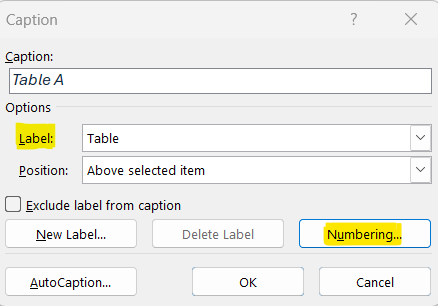 Caption ?
Caption:
Table A
Options
Label: Table
Position: Above selected item
Exclude label from caption
New Label... Delete Label Numbering...
AutoCaption... OK Cancel